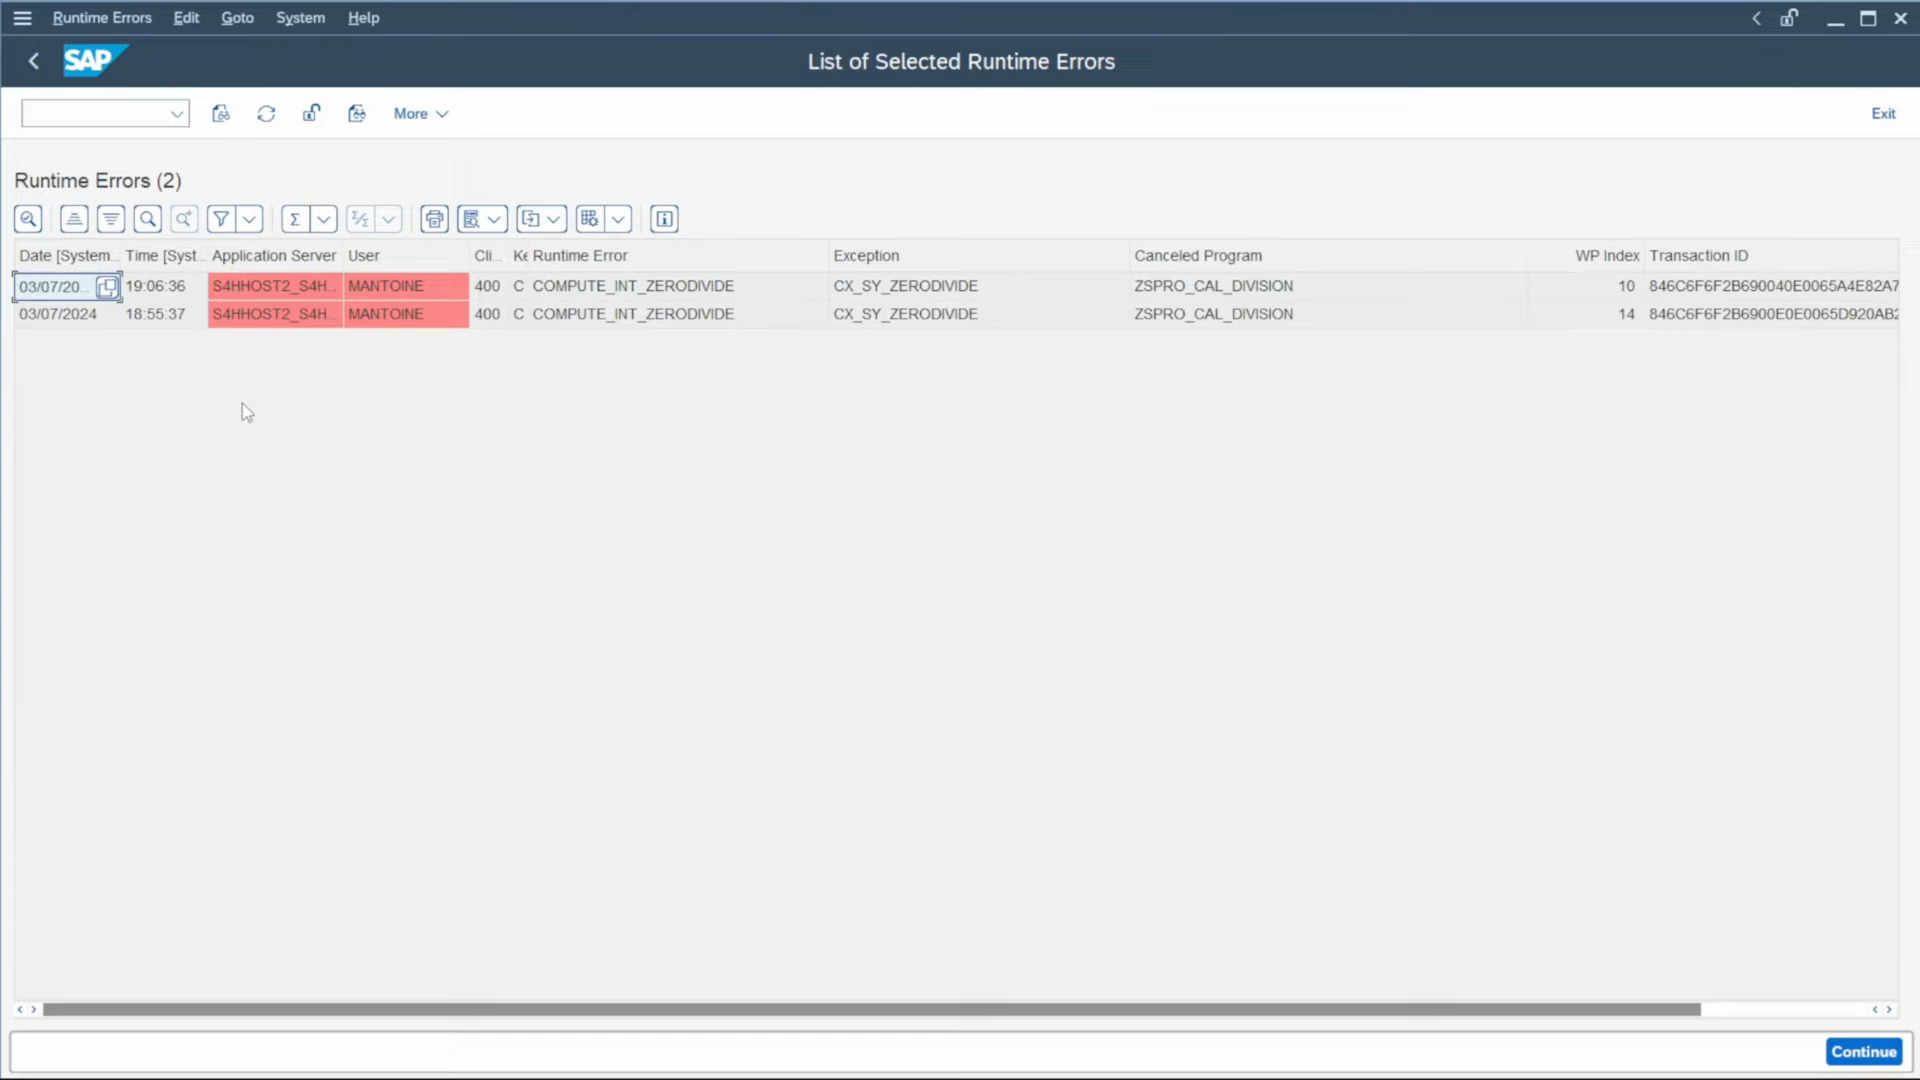 Runtime Errors Edit Goto System Help
SAP List of Selected Runtime Errors
More Exit
Runtime Errors (2)
Date [System... Time [Syst... Application Server User Cli... Ke Runtime Error Exception Canceled Program WP Index Transaction ID
03/07/20... 19:06:36 S4HHOST2_S4H... MANTOINE 400 C COMPUTE_INT_ZERODIVIDE CX_SY_ZERODIVIDE ZSPRO_CAL_DIVISION 10 846C6F6F2B690040E0065A4E82A7
03/07/2024 18:55:37 S4HHOST2_S4H... MANTOINE 400 C COMPUTE_INT_ZERODIVIDE CX_SY_ZERODIVIDE ZSPRO_CAL_DIVISION 14 846C6F6F2B6900E0E0065D920AB2
Continue